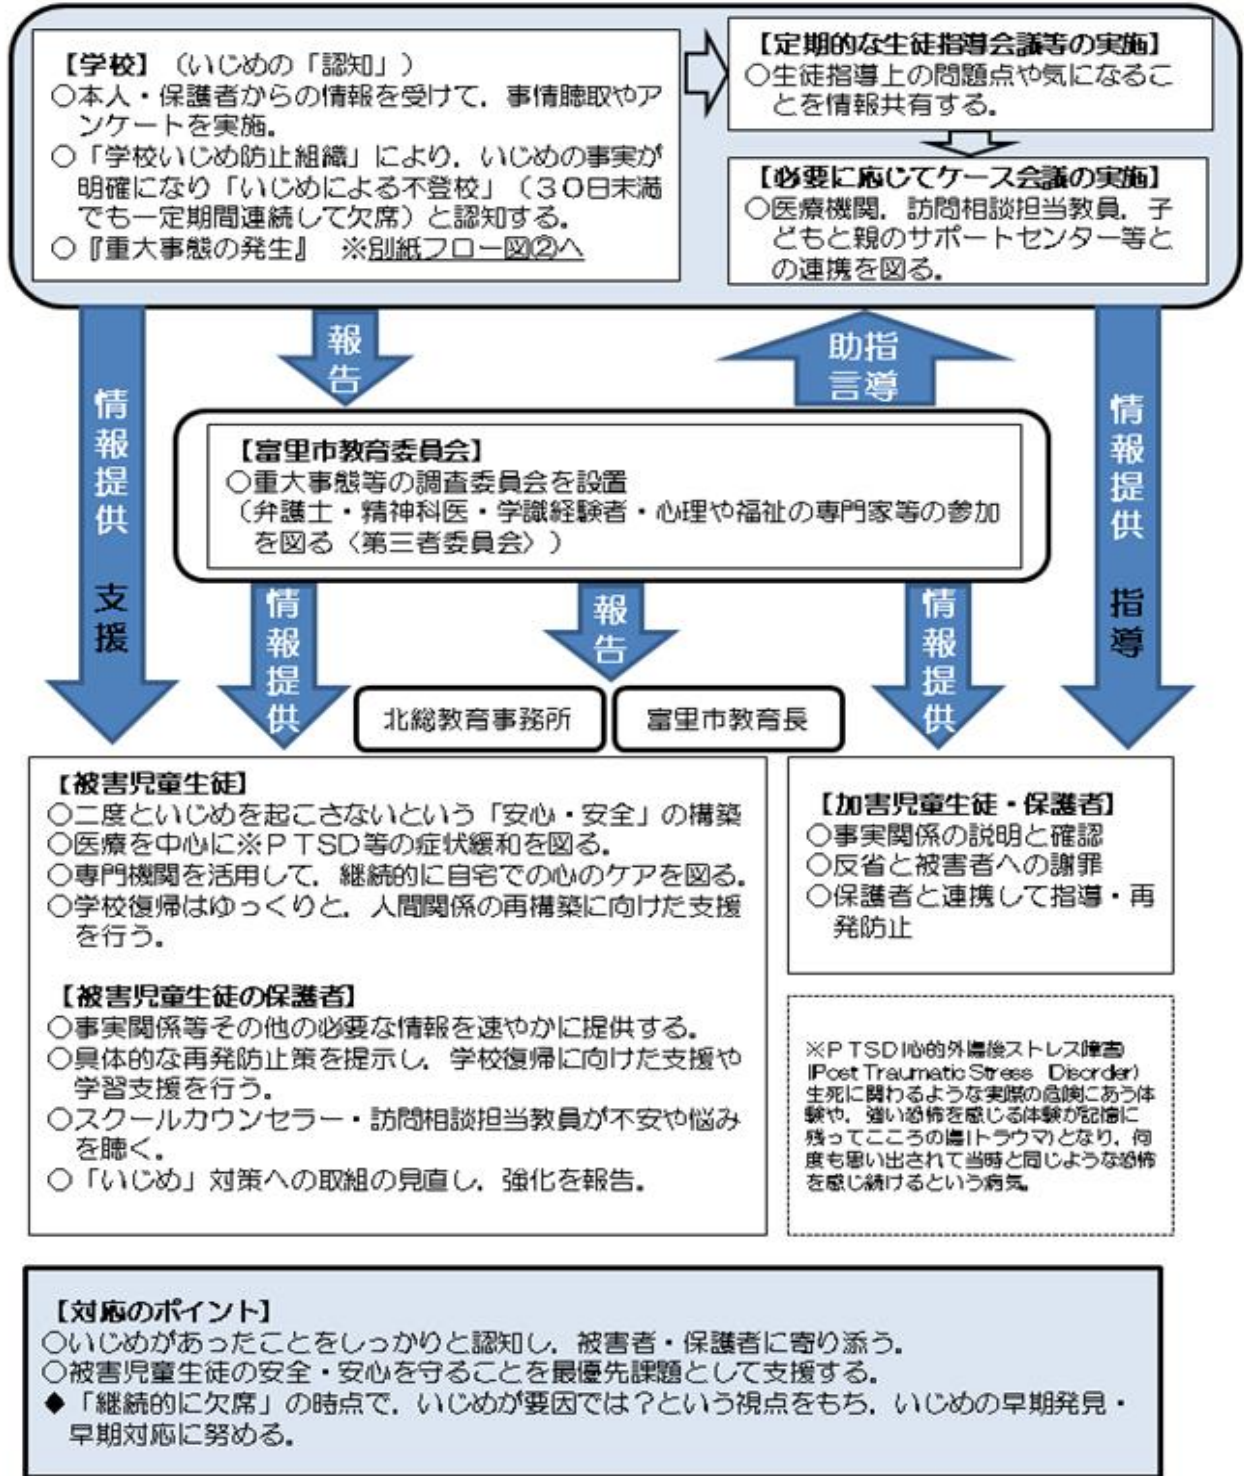 【学校】（いじめの「認知」）
○本人・保護者からの情報を受けて，事情聴取やア
ンケートを実施。
○「学校いじめ防止組織」により，いじめの事実が
明確になり「いじめによる不登校」（３０日未満
でも一定期間連続して欠席）と認知する。
○『重大事態の発生』　※別紙フロー図②へ
【定期的な生徒指導会議等の実施】
○生徒指導上の問題点や気になるこ
とを情報共有する。
【必要に応じてケース会議の実施】
○医療機関，訪問相談担当教員，子
どもと親のサポートセンター等と
の連携を図る。
情報提供　支援
報告
指導
助言
情報提供　指導
【富里市教育委員会】
○重大事態等の調査委員会を設置
（弁護士・精神科医・学識経験者・心理や福祉の専門家等の参加
を図る〈第三者委員会〉）
情報提供
報告
情報提供
北総教育事務所
富里市教育長
【被害児童生徒】
○二度といじめを起こさないという「安心・安全」の構築
○医療を中心に※ＰＴＳＤ等の症状緩和を図る。
○専門機関を活用して，継続的に自宅での心のケアを図る。
○学校復帰はゆっくりと，人間関係の再構築に向けた支援
を行う。
【被害児童生徒の保護者】
○事実関係等その他の必要な情報を速やかに提供する。
○具体的な再発防止策を提示し，学校復帰に向けた支援や
学習支援を行う。
○スクールカウンセラー・訪問相談担当教員が不安や悩み
を聴く。
○「いじめ」対策への取組の見直し，強化を報告。
【加害児童生徒・保護者】
○事実関係の説明と確認
○反省と被害者への謝罪
○保護者と連携して指導・再
発防止
※ＰＴＳＤ(心的外傷後ストレス障害)
(Post Traumatic Stress Disorder)
生死に関わるような実際の危険にあう体
験や，強い恐怖を感じる体験が記憶に
残ってこころの傷(トラウマ)となり，何
度も思い出されて当時と同じような恐怖
を感じ続けるという病気。
【対応のポイント】
○いじめがあったことをしっかりと認知し，被害者・保護者に寄り添う。
○被害児童生徒の安全・安心を守ることを最優先課題として支援する。
◆「継続的に欠席」の時点で，いじめが要因では？という視点をもち，いじめの早期発見・
早期対応に努める。